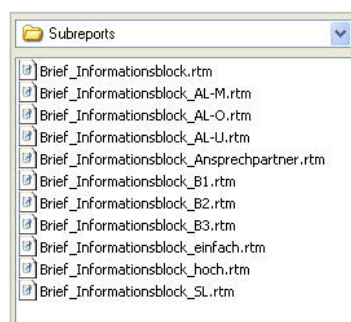 Subreports
Brief_Informationsblock.rtm
Brief_Informationsblock_AL-M.rtm
Brief_Informationsblock_AL-O.rtm
Brief_Informationsblock_AL-U.rtm
Brief_Informationsblock_Ansprechpartner.rtm
Brief_Informationsblock_B1.rtm
Brief_Informationsblock_B2.rtm
Brief_Informationsblock_B3.rtm
Brief_Informationsblock_einfach.rtm
Brief_Informationsblock_hoch.rtm
Brief_Informationsblock_SL.rtm